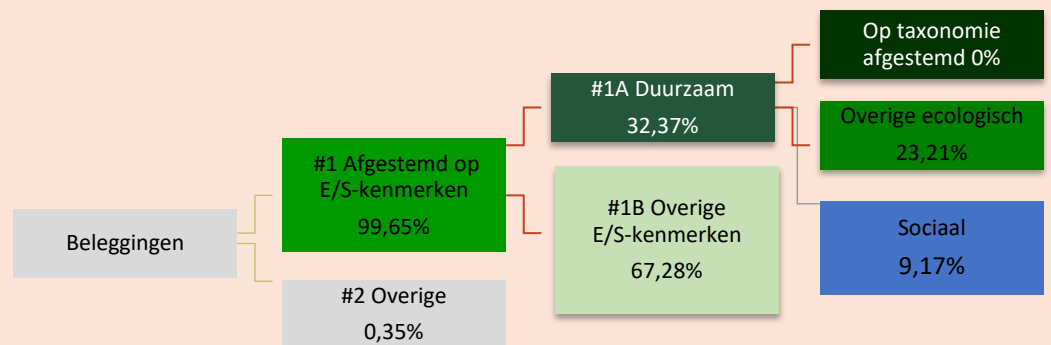 Beleggingen
#1 Afgestemd op
E/S-kenmerken
99,65%
#2 Overige
0,35%
#1A Duurzaam
32,37%
#1B Overige
E/S-kenmerken
67,28%
Op taxonomie
afgestemd 0%
Overige ecologisch
23,21%
Sociaal
9,17%